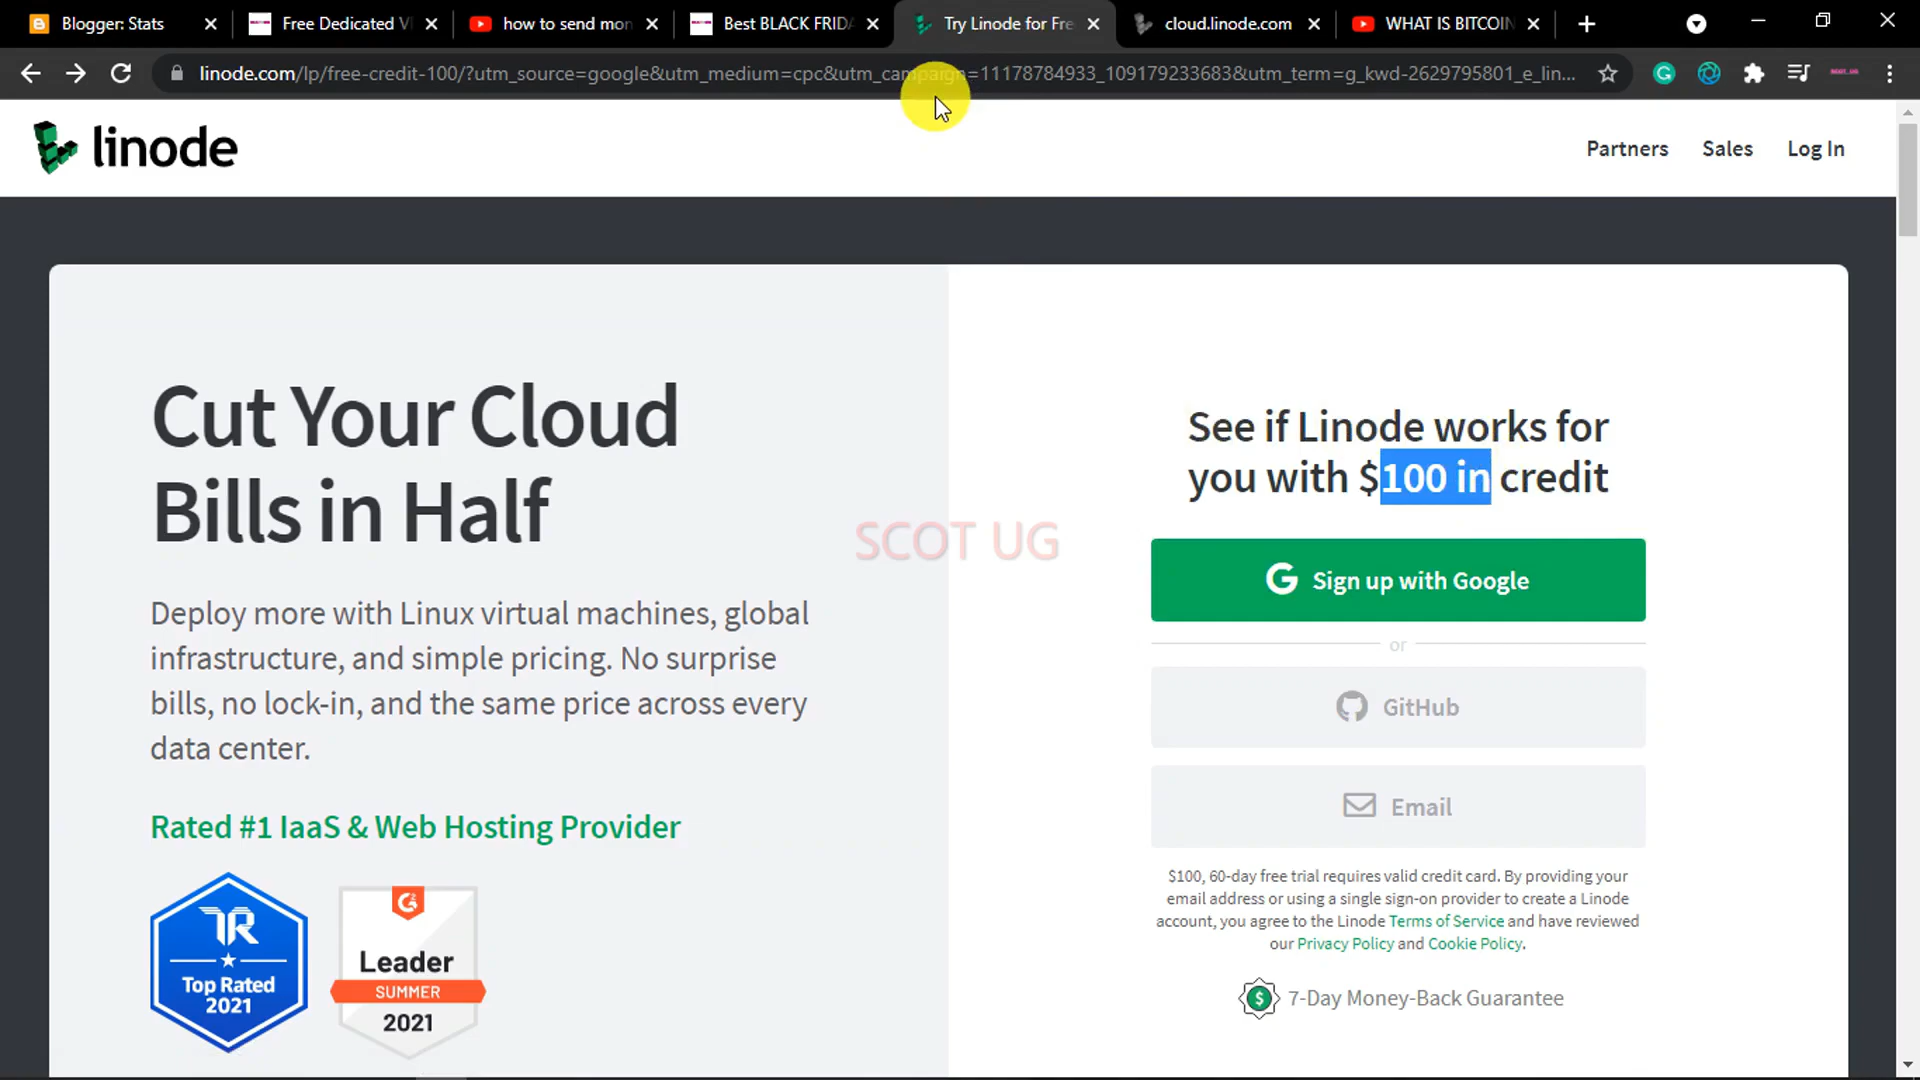 Blogger: Stats
Free Dedicated V
how to send mon
Best BLACK FRIDA
Try Linode for Fre
cloud.linode.com
WHAT IS BITCOIN
linode.com/lp/free-credit-100/?utm_source=google&utm_medium=cpc&utm_campaign=11178784933_109179233683&utm_term=g_kwd-2629795801_e_lin...
linode
Partners
Sales
Log In
Cut Your Cloud
Bills in Half
Deploy more with Linux virtual machines, global
infrastructure, and simple pricing. No surprise
bills, no lock-in, and the same price across every
data center.
Rated #1 IaaS & Web Hosting Provider
TR
Top Rated
2021
G
Leader
SUMMER
2021
SCOT UG
See if Linode works for
you with $100 in credit
Sign up with Google
or
GitHub
Email
$100, 60-day free trial requires valid credit card. By providing your
email address or using a single sign-on provider to create a Linode
account, you agree to the Linode Terms of Service and have reviewed
our Privacy Policy and Cookie Policy.
$
7-Day Money-Back Guarantee